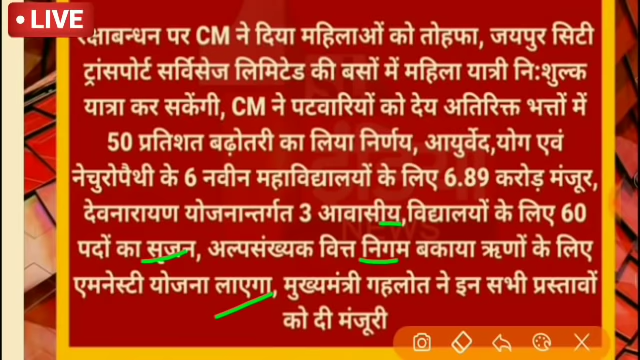 LIVE
रक्षाबन्धन पर CM ने दिया महिलाओं को तोहफा, जयपुर सिटी
ट्रांसपोर्ट सर्विसेज लिमिटेड की बसों में महिला यात्री नि:शुल्क
यात्रा कर सकेंगी, CM ने पटवारियों को देय अतिरिक्त भत्तों में
50 प्रतिशत बढ़ोतरी का लिया निर्णय, आयुर्वेद,योग एवं
नेचुरोपैथी के 6 नवीन महाविद्यालयों के लिए 6.89 करोड़ मंजूर,
देवनारायण योजनान्तर्गत 3 आवासीय,विद्यालयों के लिए 60
पदों का सृजन, अल्पसंख्यक वित्त निगम बकाया ऋणों के लिए
एमनेस्टी योजना लाएगा, मुख्यमंत्री गहलोत ने इन सभी प्रस्तावों
को दी मंजूरी